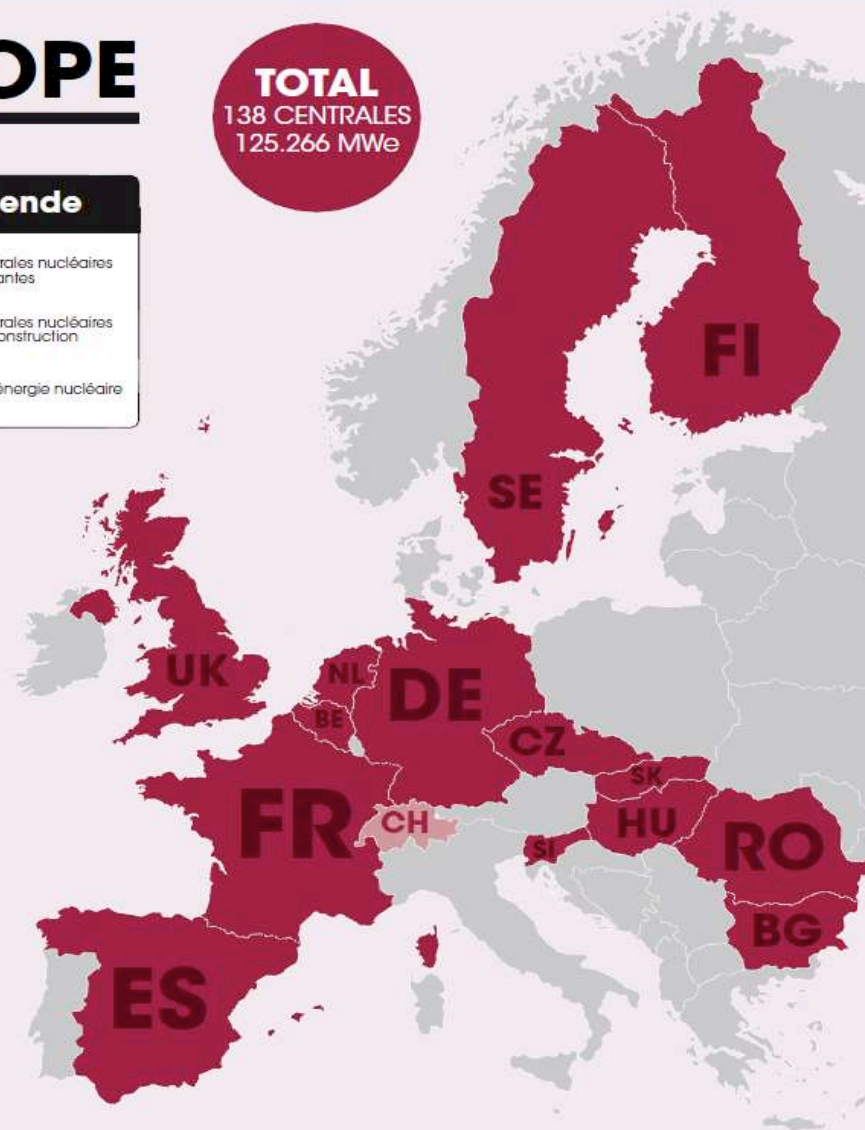 OPE
TOTAL
138 CENTRALES
125.266 MWe
ende
rales nucléaires
antes
rales nucléaires
onstruction
énergie nucléaire
FI
SE
UK
NL
DE
BE
CZ
SK
FR
CH
HU
RO
SI
BG
ES